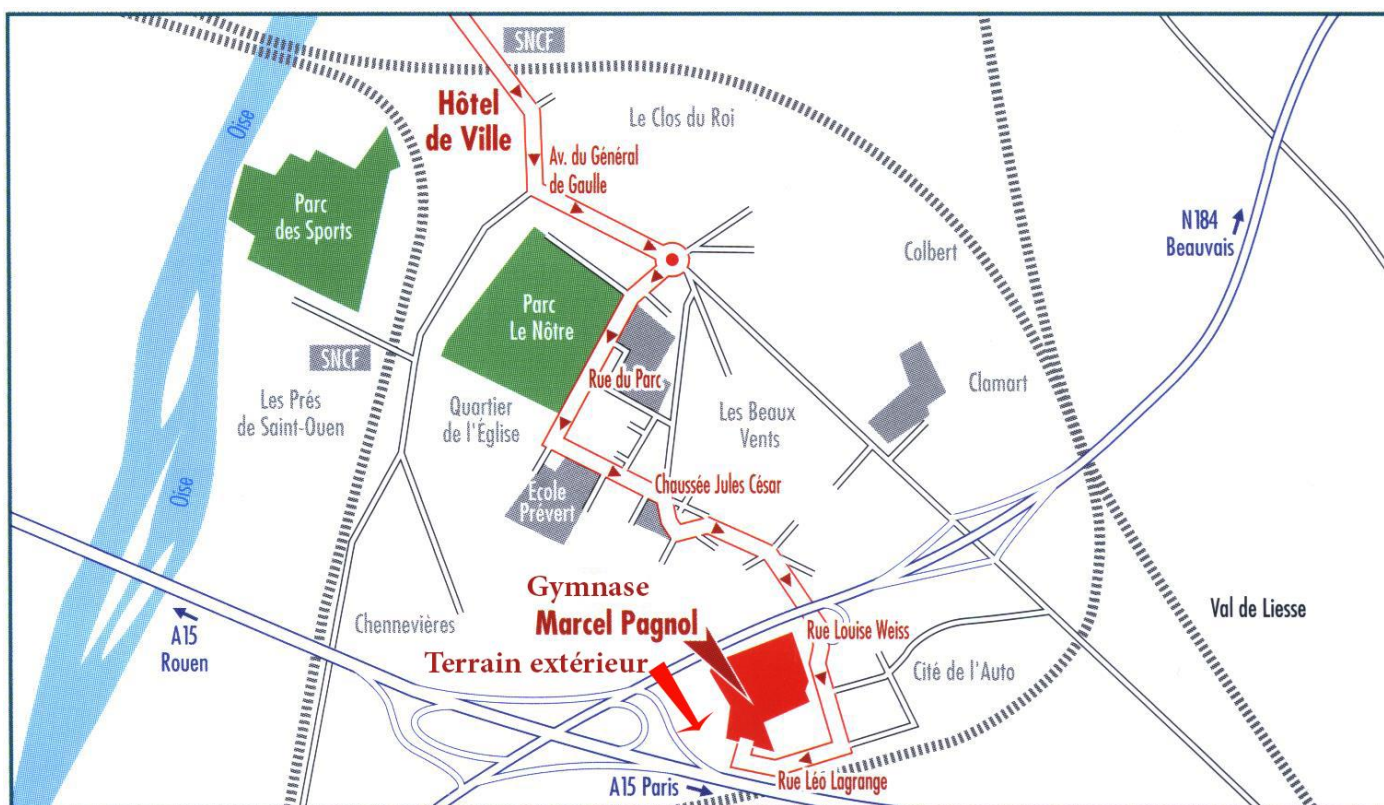 SNCF
Oise
Hôtel
de Ville
Le Clos du Roi
Av. du Général
de Gaulle
Parc
des Sports
N184
Beauvais
Colbert
Parc
Le Nôtre
SNCF
Rue du Parc
Clamart
Les Prés
de Saint-Ouen
Quartier
de l'Église
Les Beaux
Vents
Oise
Chaussée Jules César
Ecole
Prévert
Gymnase
Marcel Pagnol
Chennevières
A15
Rouen
Terrain extérieur
Rue Louise Weiss
Val de Liesse
Cité de l'Auto
A15 Paris
Rue Léo Lagrange